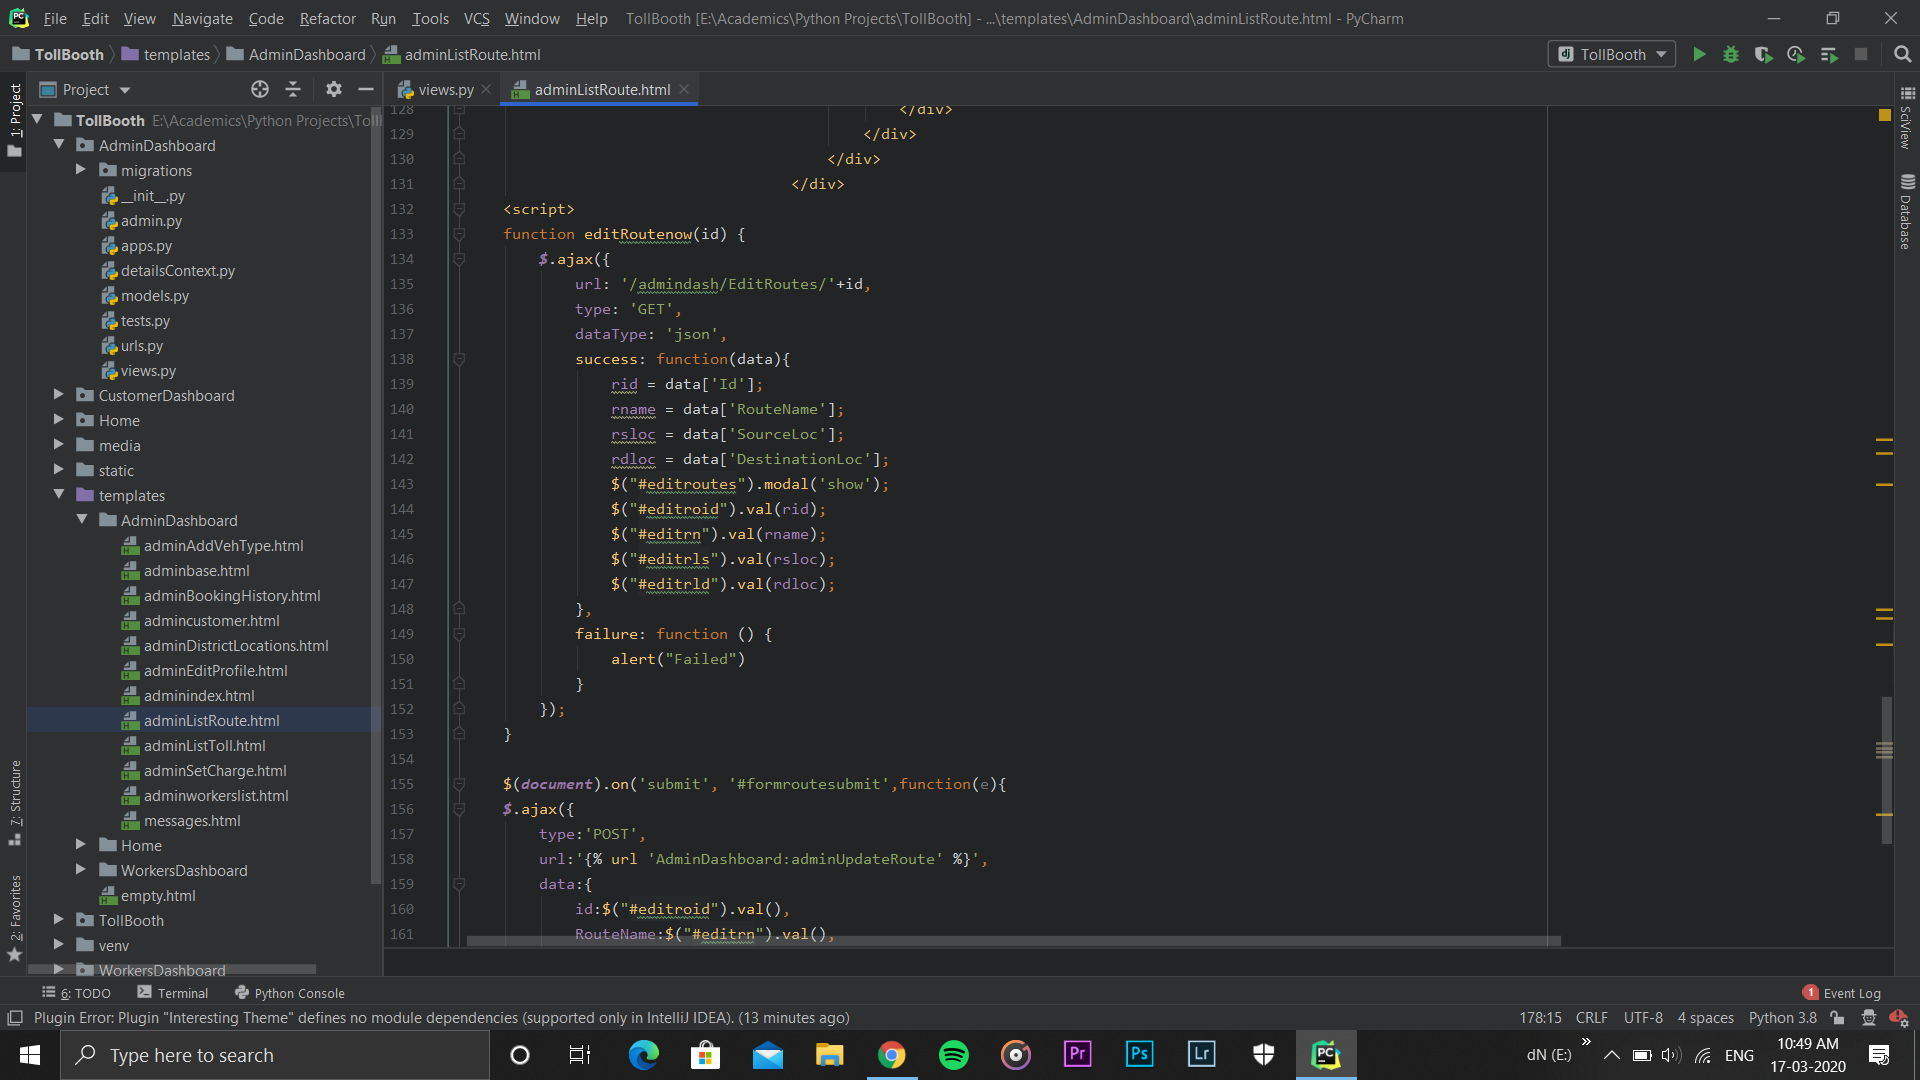 File Edit View Navigate Code Refactor Run Tools VCS Window Help TollBooth [E:\Academics\Python Projects\TollBooth] - ...\templates\AdminDashboard\adminListRoute.html - PyCharm
TollBooth templates AdminDashboard adminListRoute.html TollBooth
Project views.py adminListRoute.html
1: Project
7: Structure
2: Favorites
SciView
Database
TollBooth E:\Academics\Python Projects\Toll
AdminDashboard
migrations
__init__.py
admin.py
apps.py
detailsContext.py
models.py
tests.py
urls.py
views.py
CustomerDashboard
Home
media
static
templates
AdminDashboard
adminAddVehType.html
adminbase.html
adminBookingHistory.html
admincustomer.html
adminDistrictLocations.html
adminEditProfile.html
adminindex.html
adminListRoute.html
adminListToll.html
adminSetCharge.html
adminworkerslist.html
messages.html
Home
WorkersDashboard
empty.html
TollBooth
venv
WorkersDashboard
128 </div>
129 </div>
130 </div>
131 </div>
132 <script>
133 function editRoutenow(id) {
134 $.ajax({
135 url: '/admindash/EditRoutes/'+id,
136 type: 'GET',
137 dataType: 'json',
138 success: function(data){
139 rid = data['Id'];
140 rname = data['RouteName'];
141 rsloc = data['SourceLoc'];
142 rdloc = data['DestinationLoc'];
143 $("#editroutes").modal('show');
144 $("#editroid").val(rid);
145 $("#editrn").val(rname);
146 $("#editrls").val(rsloc);
147 $("#editrld").val(rdloc);
148 },
149 failure: function () {
150 alert("Failed")
151 }
152 });
153 }
154
155 $(document).on('submit', '#formroutesubmit',function(e){
156 $.ajax({
157 type:'POST',
158 url:'{% url 'AdminDashboard:adminUpdateRoute' %}',
159 data:{
160 id:$("#editroid").val(),
161 RouteName:$("#editrn").val(),
6: TODO Terminal Python Console 1 Event Log
Plugin Error: Plugin "Interesting Theme" defines no module dependencies (supported only in IntelliJ IDEA). (13 minutes ago) 178:15 CRLF UTF-8 4 spaces Python 3.8
Type here to search Pr Ps Lr PC dN (E:) » ENG 10:49 AM
17-03-2020